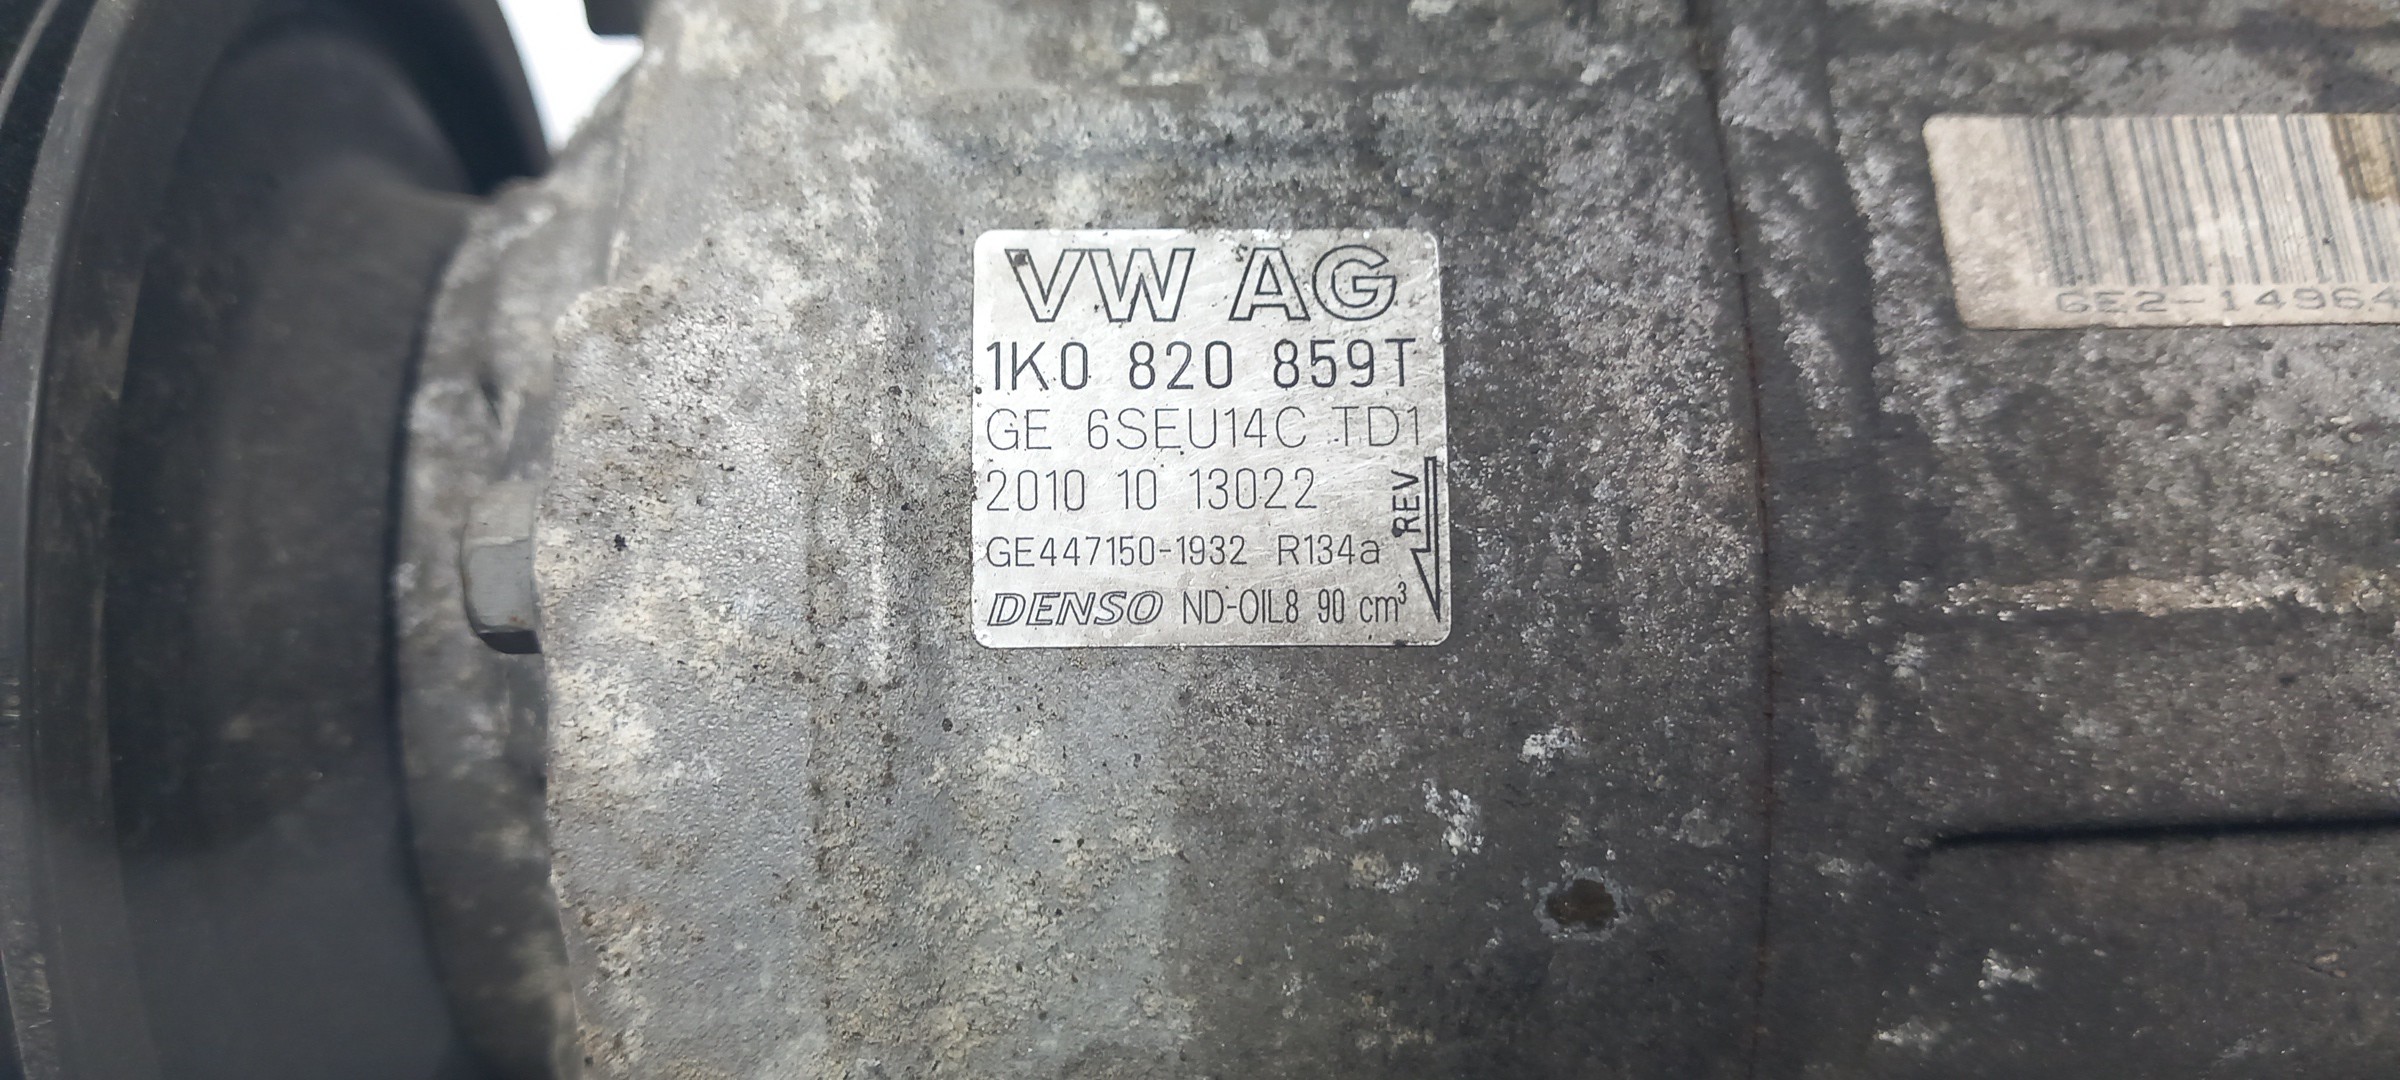 VW AG
1K0 820 859T
GE 6SEU14C TD1
2010 10 13022
REV
GE447150-1932 R134a
DENSO ND-OIL8 90 cm³
GE2-14964